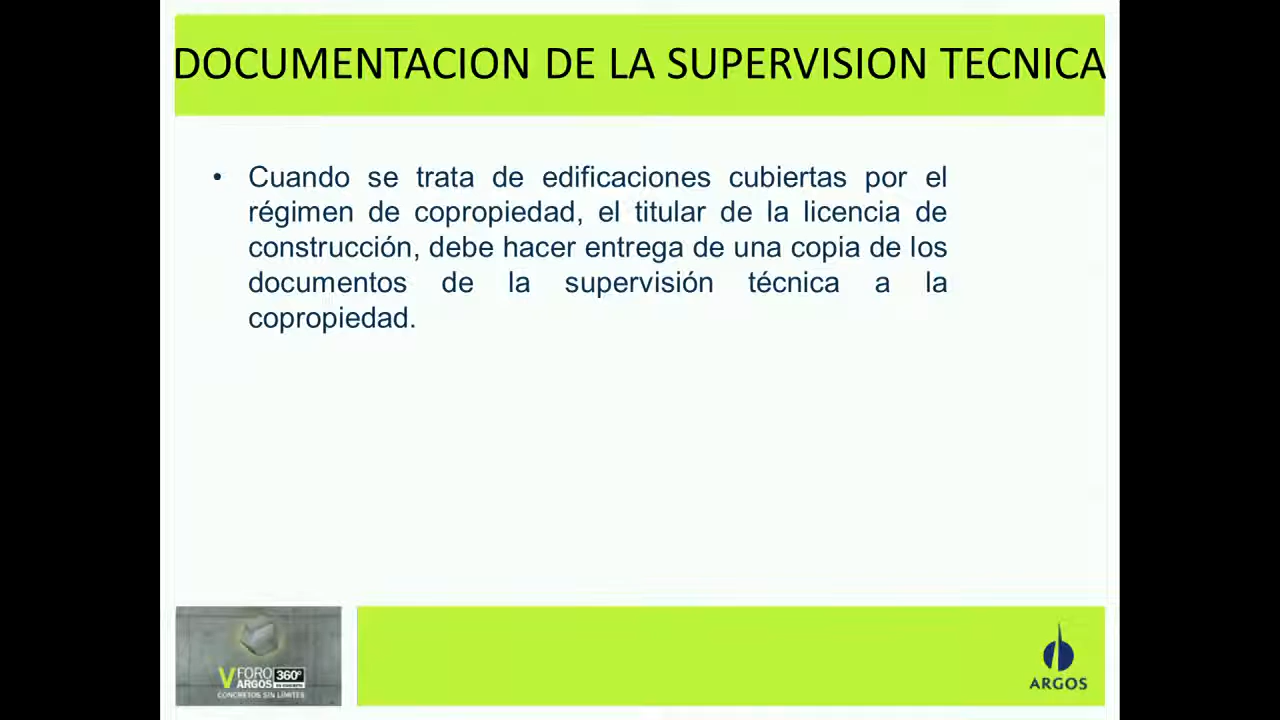 DOCUMENTACION DE LA SUPERVISION TECNICA
• Cuando se trata de edificaciones cubiertas por el
régimen de copropiedad, el titular de la licencia de
construcción, debe hacer entrega de una copia de los
documentos de la supervisión técnica a la
copropiedad.
V FORO
ARGOS 360º
CONCRETOS SIN LÍMITES
ARGOS